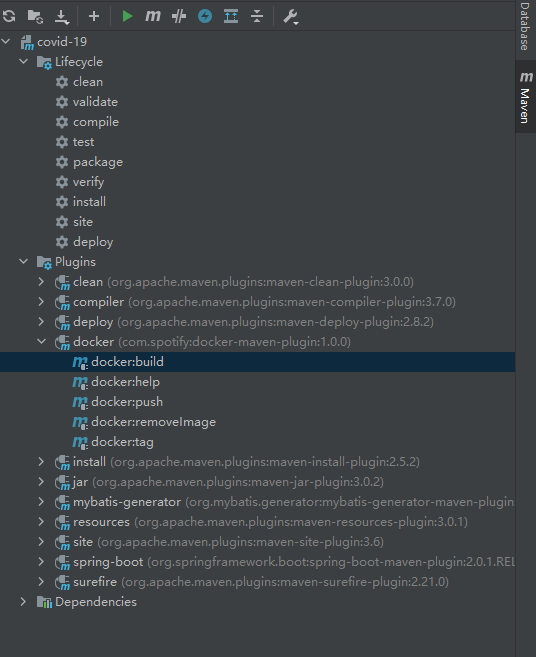 covid-19
Lifecycle
clean
validate
compile
test
package
verify
install
site
deploy
Plugins
clean (org.apache.maven.plugins:maven-clean-plugin:3.0.0)
compiler (org.apache.maven.plugins:maven-compiler-plugin:3.7.0)
deploy (org.apache.maven.plugins:maven-deploy-plugin:2.8.2)
docker (com.spotify:docker-maven-plugin:1.0.0)
docker:build
docker:help
docker:push
docker:removeImage
docker:tag
install (org.apache.maven.plugins:maven-install-plugin:2.5.2)
jar (org.apache.maven.plugins:maven-jar-plugin:3.0.2)
mybatis-generator (org.mybatis.generator:mybatis-generator-maven-plugin
resources (org.apache.maven.plugins:maven-resources-plugin:3.0.1)
site (org.apache.maven.plugins:maven-site-plugin:3.6)
spring-boot (org.springframework.boot:spring-boot-maven-plugin:2.0.1.REL
surefire (org.apache.maven.plugins:maven-surefire-plugin:2.21.0)
Dependencies
Database
Maven